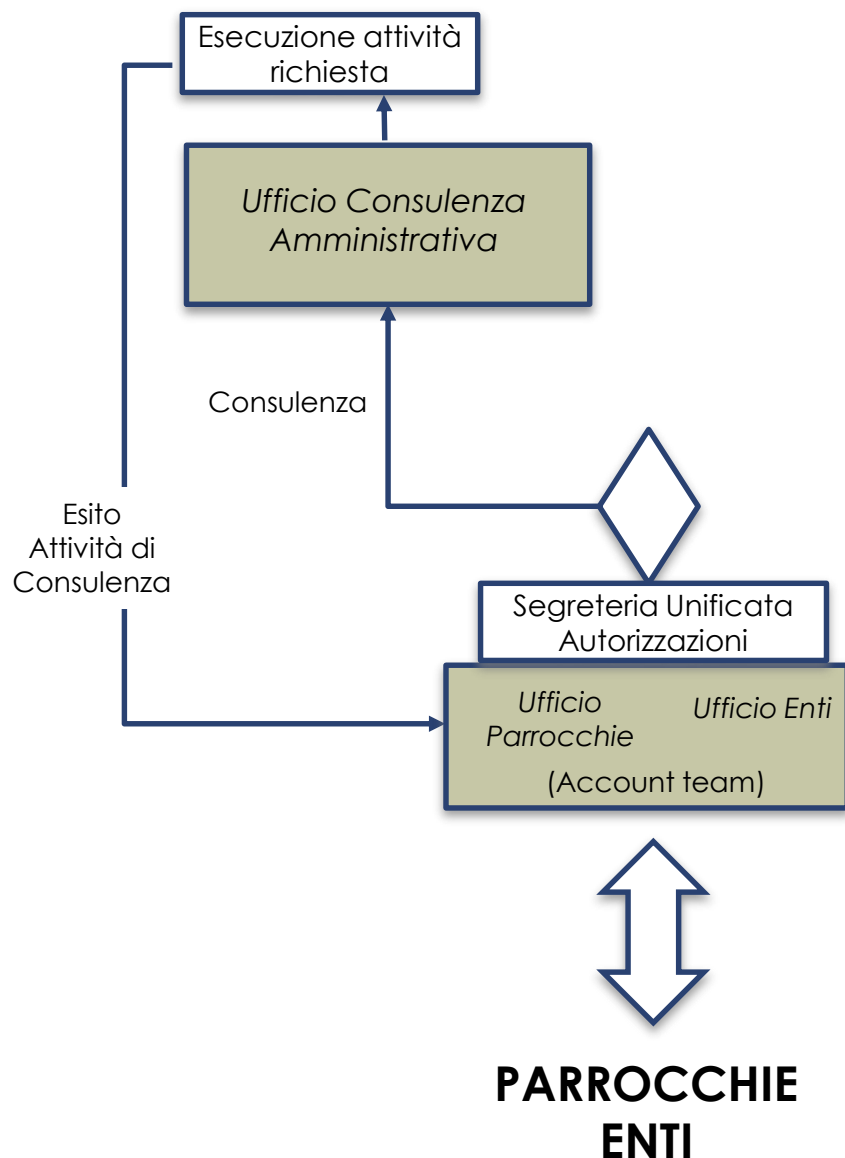 Esecuzione attività
richiesta
Ufficio Consulenza
Amministrativa
Consulenza
Esito
Attività di
Consulenza
Segreteria Unificata
Autorizzazioni
Ufficio
Parrocchie
Ufficio Enti
(Account team)
PARROCCHIE
ENTI